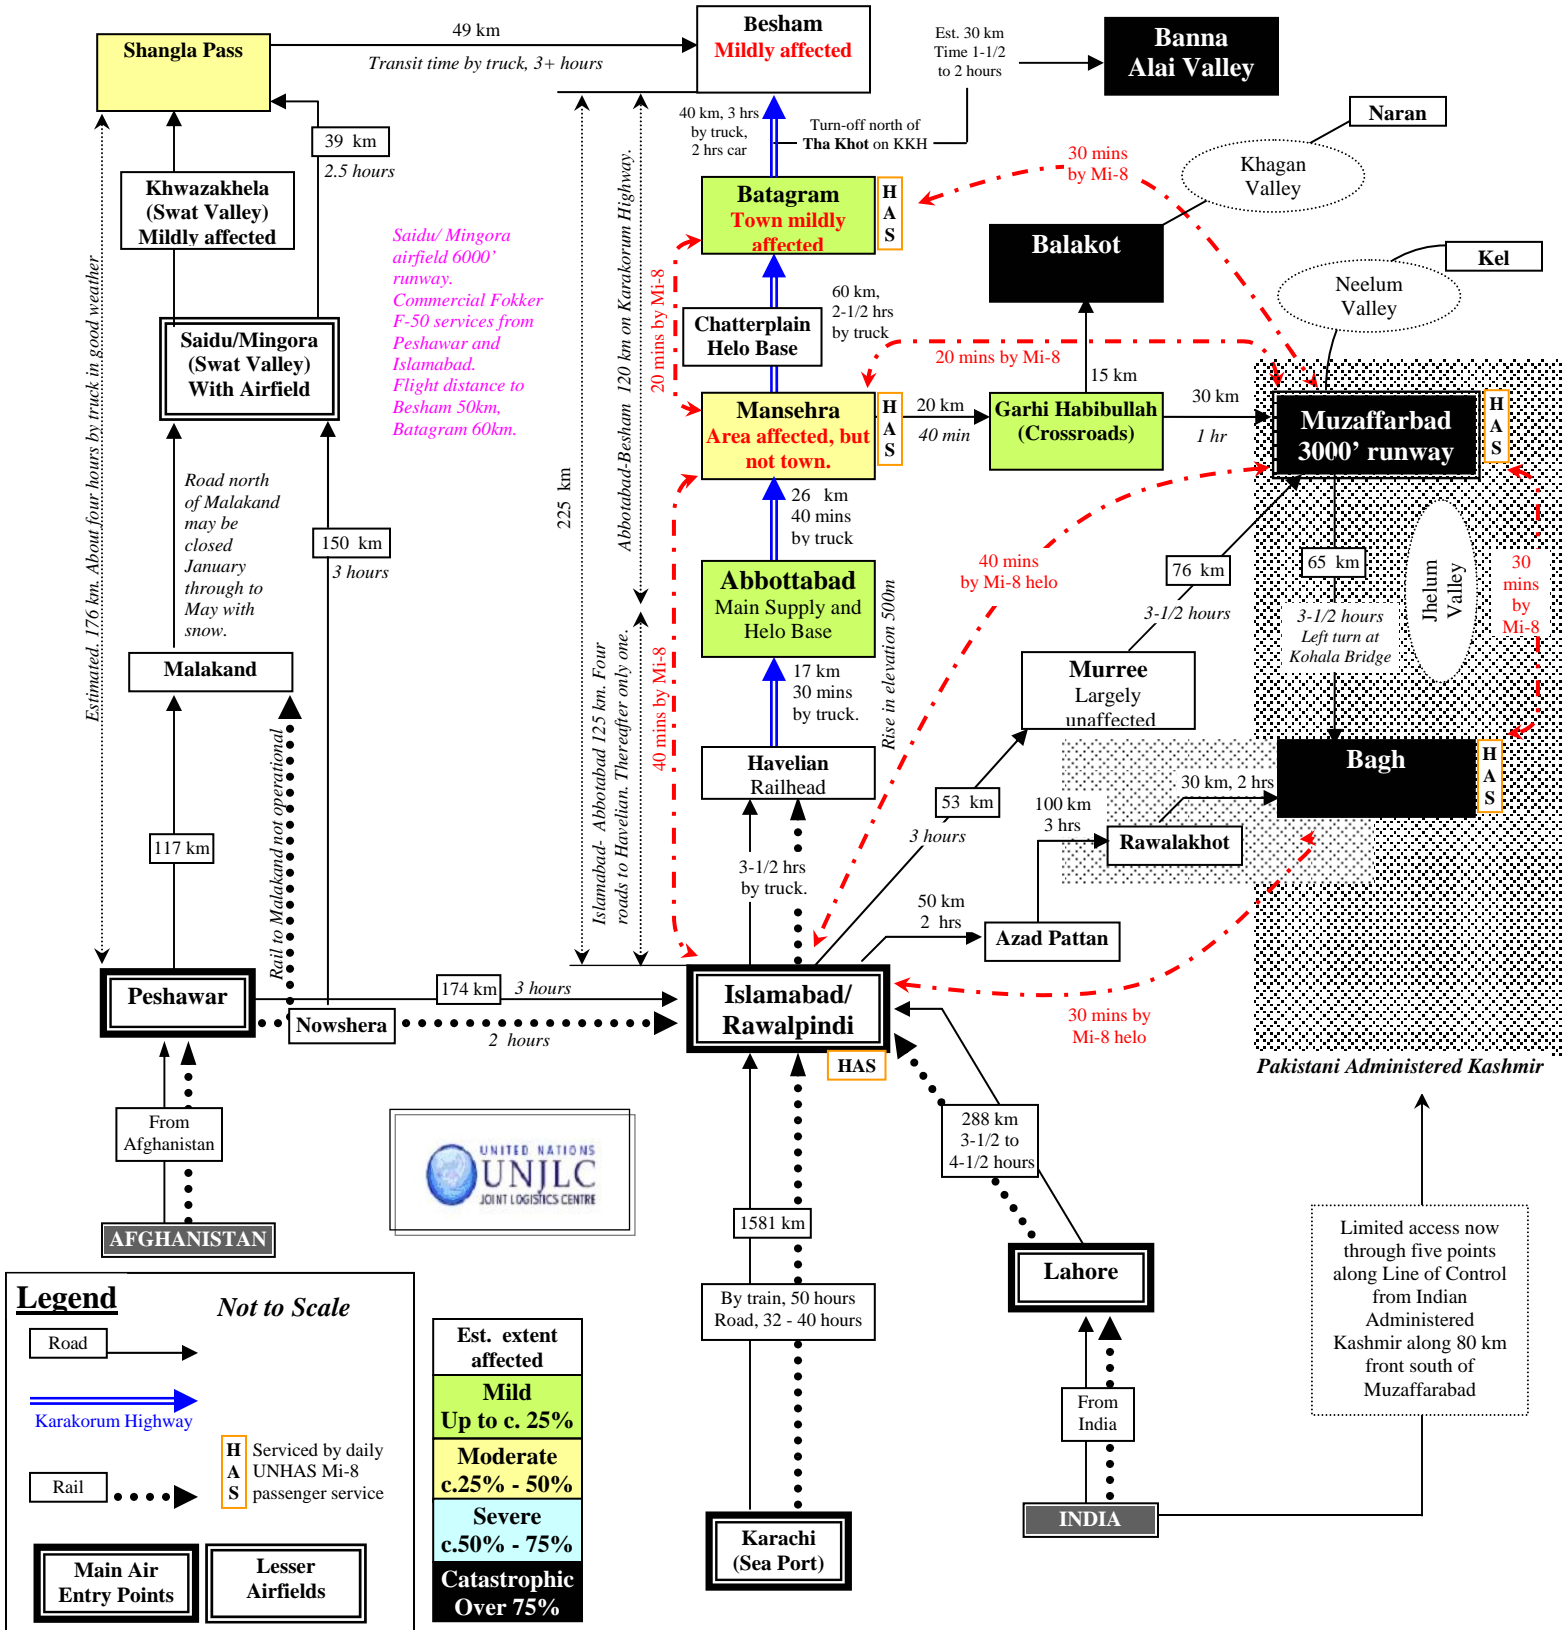 Shangla Pass
49 km
Transit time by truck, 3+ hours
Besham
Mildly affected
Est. 30 km
Time 1-1/2
to 2 hours
Banna
Alai Valley
39 km
2.5 hours
Khwazakhela
(Swat Valley)
Mildly affected
40 km, 3 hrs
by truck,
2 hrs car
Turn-off north of
Tha Khot on KKH
Naran
Khagan
Valley
30 mins
by Mi-8
Batagram
Town mildly
affected
H
A
S
Balakot
Kel
Neelum
Valley
Saidu/ Mingora
airfield 6000’
runway.
Commercial Fokker
F-50 services from
Peshawar and
Islamabad.
Flight distance to
Besham 50km,
Batagram 60km.
Estimated. 176 km. About four hours by truck in good weather
Saidu/Mingora
(Swat Valley)
With Airfield
Abbotabad-Besham 120 km on Karakorum Highway.
20 mins by Mi-8
60 km,
2-1/2 hrs
by truck
Chatterplain
Helo Base
20 mins by Mi-8
15 km
Mansehra
Area affected, but
not town.
H
A
S
20 km
40 min
Garhi Habibullah
(Crossroads)
30 km
1 hr
Muzaffarbad
3000’ runway
H
A
S
Road north
of Malakand
may be
closed
January
through to
May with
snow.
150 km
3 hours
225 km
26 km
40 mins
by truck
40 mins
by Mi-8 helo
76 km
3-1/2 hours
65 km
3-1/2 hours
Left turn at
Kohala Bridge
Jhelum
Valley
30
mins
by
Mi-8
Abbottabad
Main Supply and
Helo Base
Rise in elevation 500m
Malakand
17 km
30 mins
by truck.
Murree
Largely
unaffected
40 mins by Mi-8
Islamabad- Abbotabad 125 km. Four
roads to Havelian. Thereafter only one.
Rail to Malakand not operational
Havelian
Railhead
Bagh
H
A
S
53 km
3 hours
100 km
3 hrs
30 km, 2 hrs
Rawalakhot
117 km
3-1/2 hrs
by truck.
50 km
2 hrs
Azad Pattan
Peshawar
174 km
3 hours
Nowshera
2 hours
Islamabad/
Rawalpindi
HAS
30 mins by
Mi-8 helo
Pakistani Administered Kashmir
From
Afghanistan
AFGHANISTAN
UNITED NATIONS
UNJLC
JOINT LOGISTICS CENTRE
288 km
3-1/2 to
4-1/2 hours
1581 km
By train, 50 hours
Road, 32 - 40 hours
Lahore
Limited access now
through five points
along Line of Control
from Indian
Administered
Kashmir along 80 km
front south of
Muzaffarabad
From
India
INDIA
Karachi
(Sea Port)
Legend
Not to Scale
Road
Karakorum Highway
Rail
H
A
S
Serviced by daily
UNHAS Mi-8
passenger service
Main Air
Entry Points
Lesser
Airfields
Est. extent
affected
Mild
Up to c. 25%
Moderate
c.25% - 50%
Severe
c.50% - 75%
Catastrophic
Over 75%